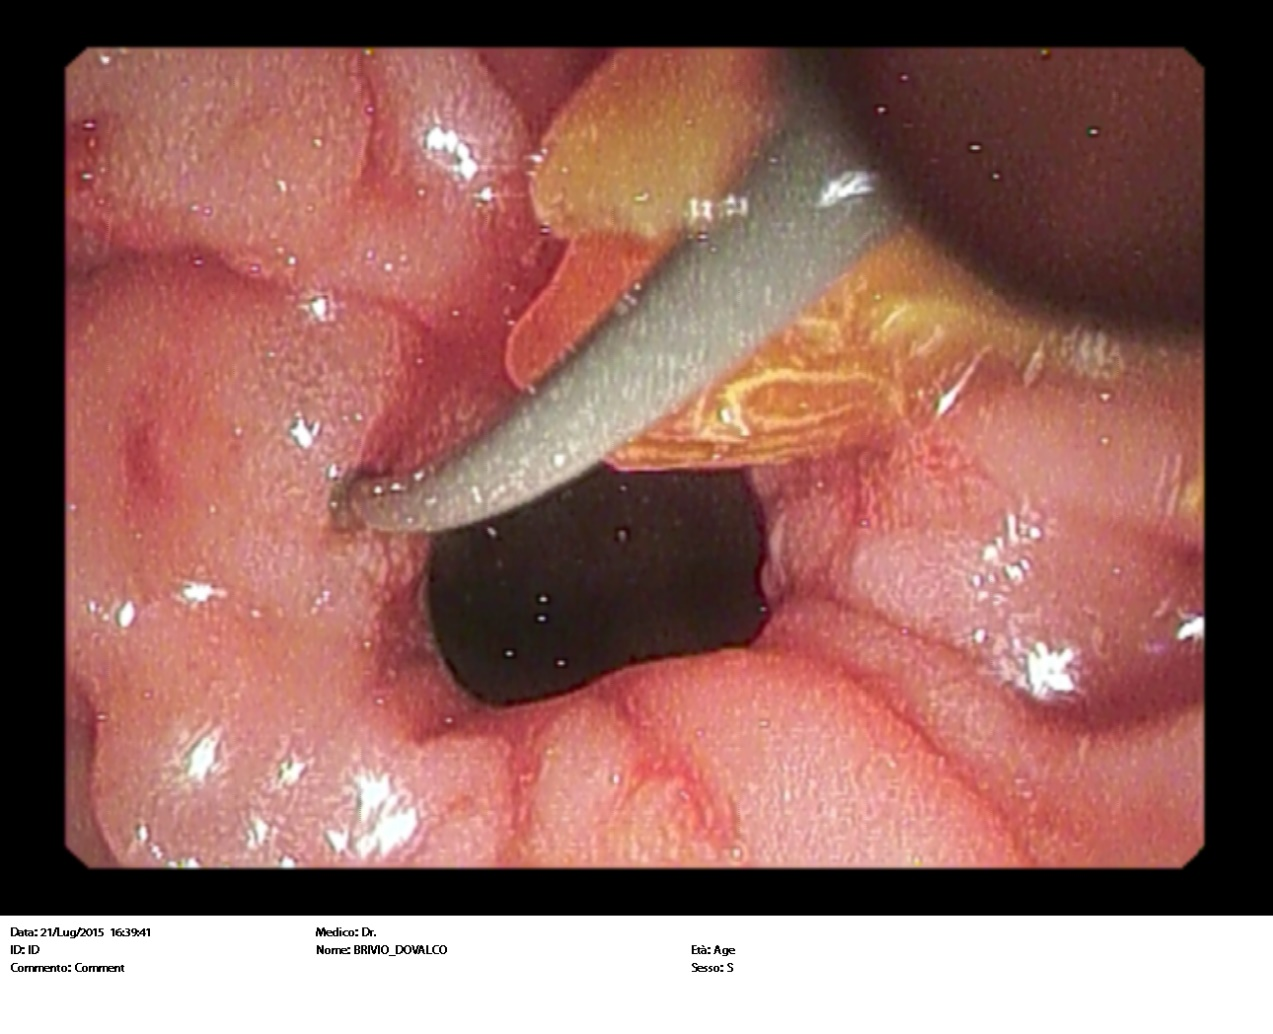 Data: 21/Lug/2015 16:39:41
Medico: Dr.
ID: ID
Nome: BRIVIO_DOVALCO
Età: Age
Commento: Comment
Sesso: S